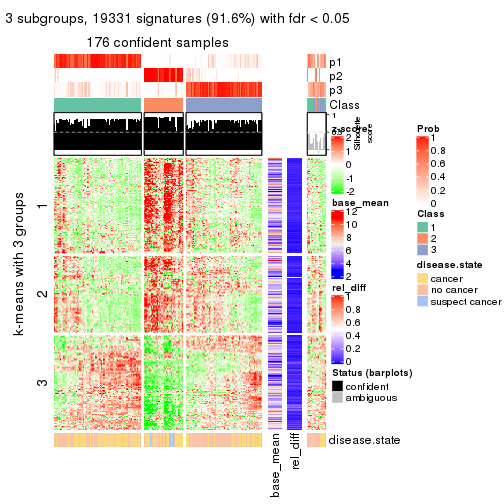 3 subgroups, 19331 signatures (91.6%) with fdr < 0.05
176 confident samples
p1
p2
p3
Class
1
0.5
0
Silhouette
score
z-score
2
1
0
-1
-2
base_mean
12
10
8
6
4
2
rel_diff
1
0.8
0.6
0.4
0.2
0
Status (barplots)
confident
ambiguous
Prob
1
0.8
0.6
0.4
0.2
0
Class
1
2
3
disease.state
cancer
no cancer
suspect cancer
k-means with 3 groups
1
2
3
disease.state
base_mean
rel_diff